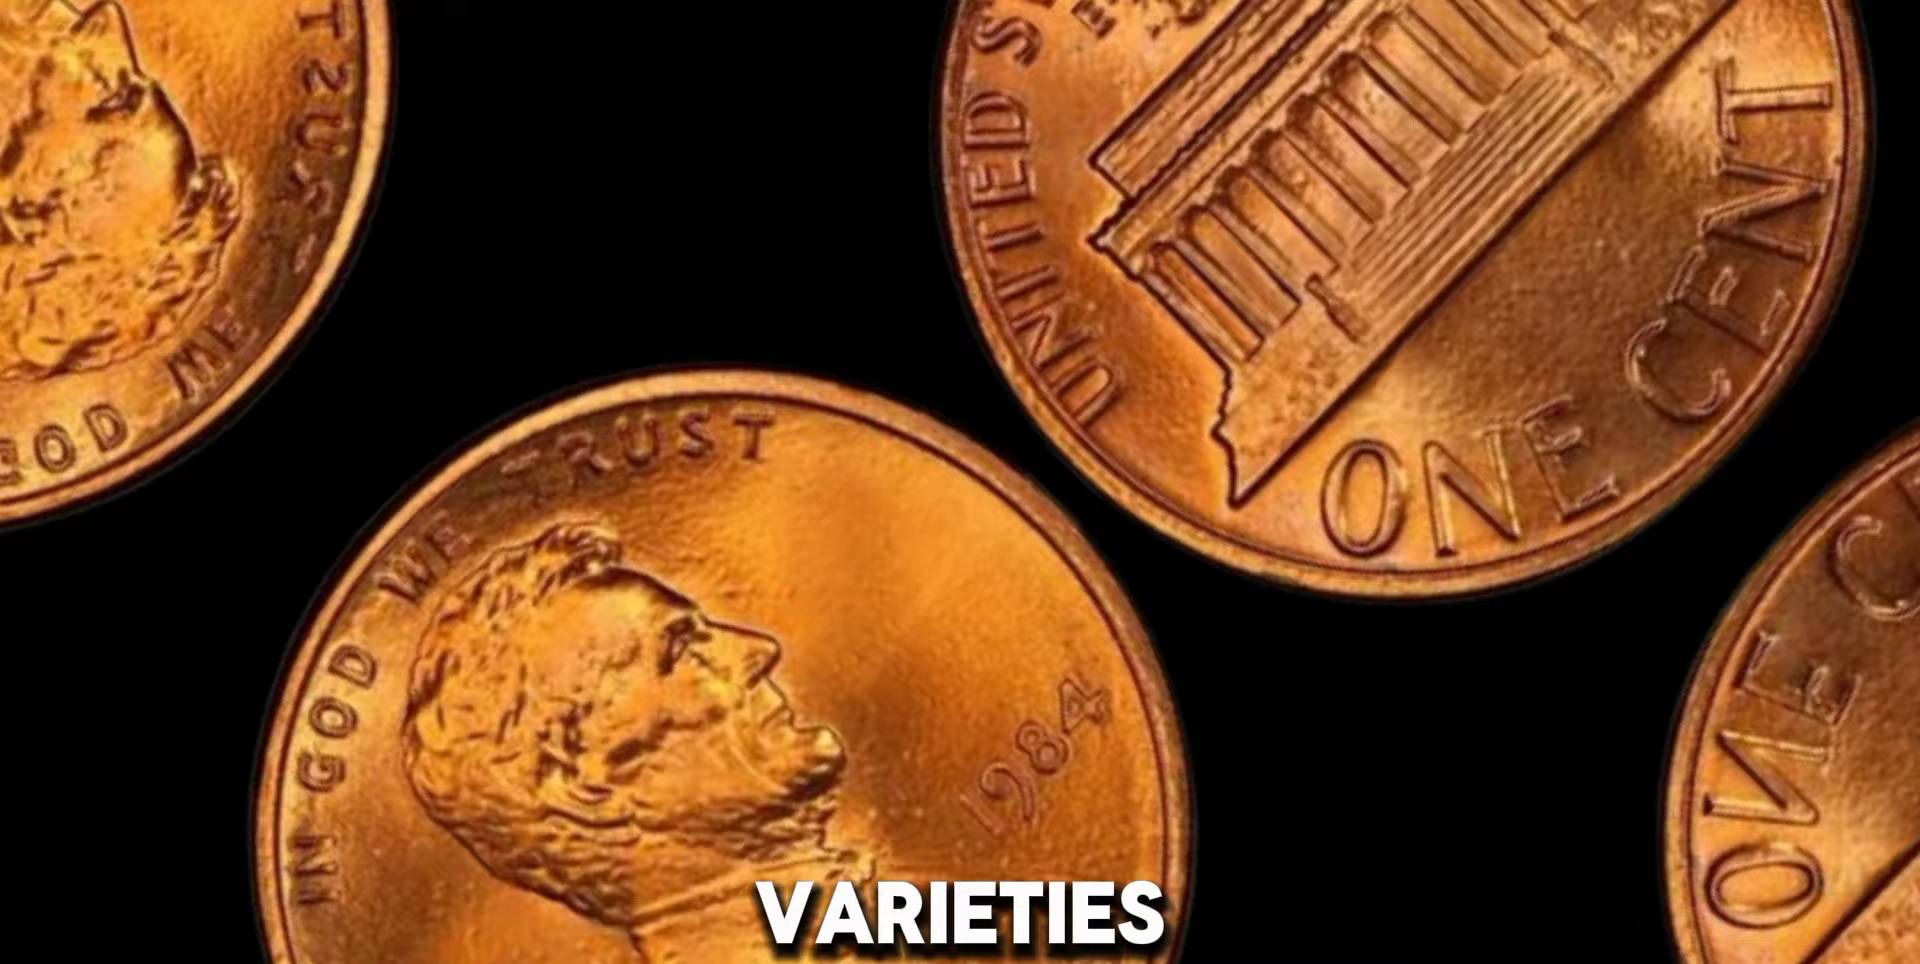 TRUST
GOD WE
UNITED S
ONE CENT
IN GOD WE TRUST
1984
ONE C
VARIETIES